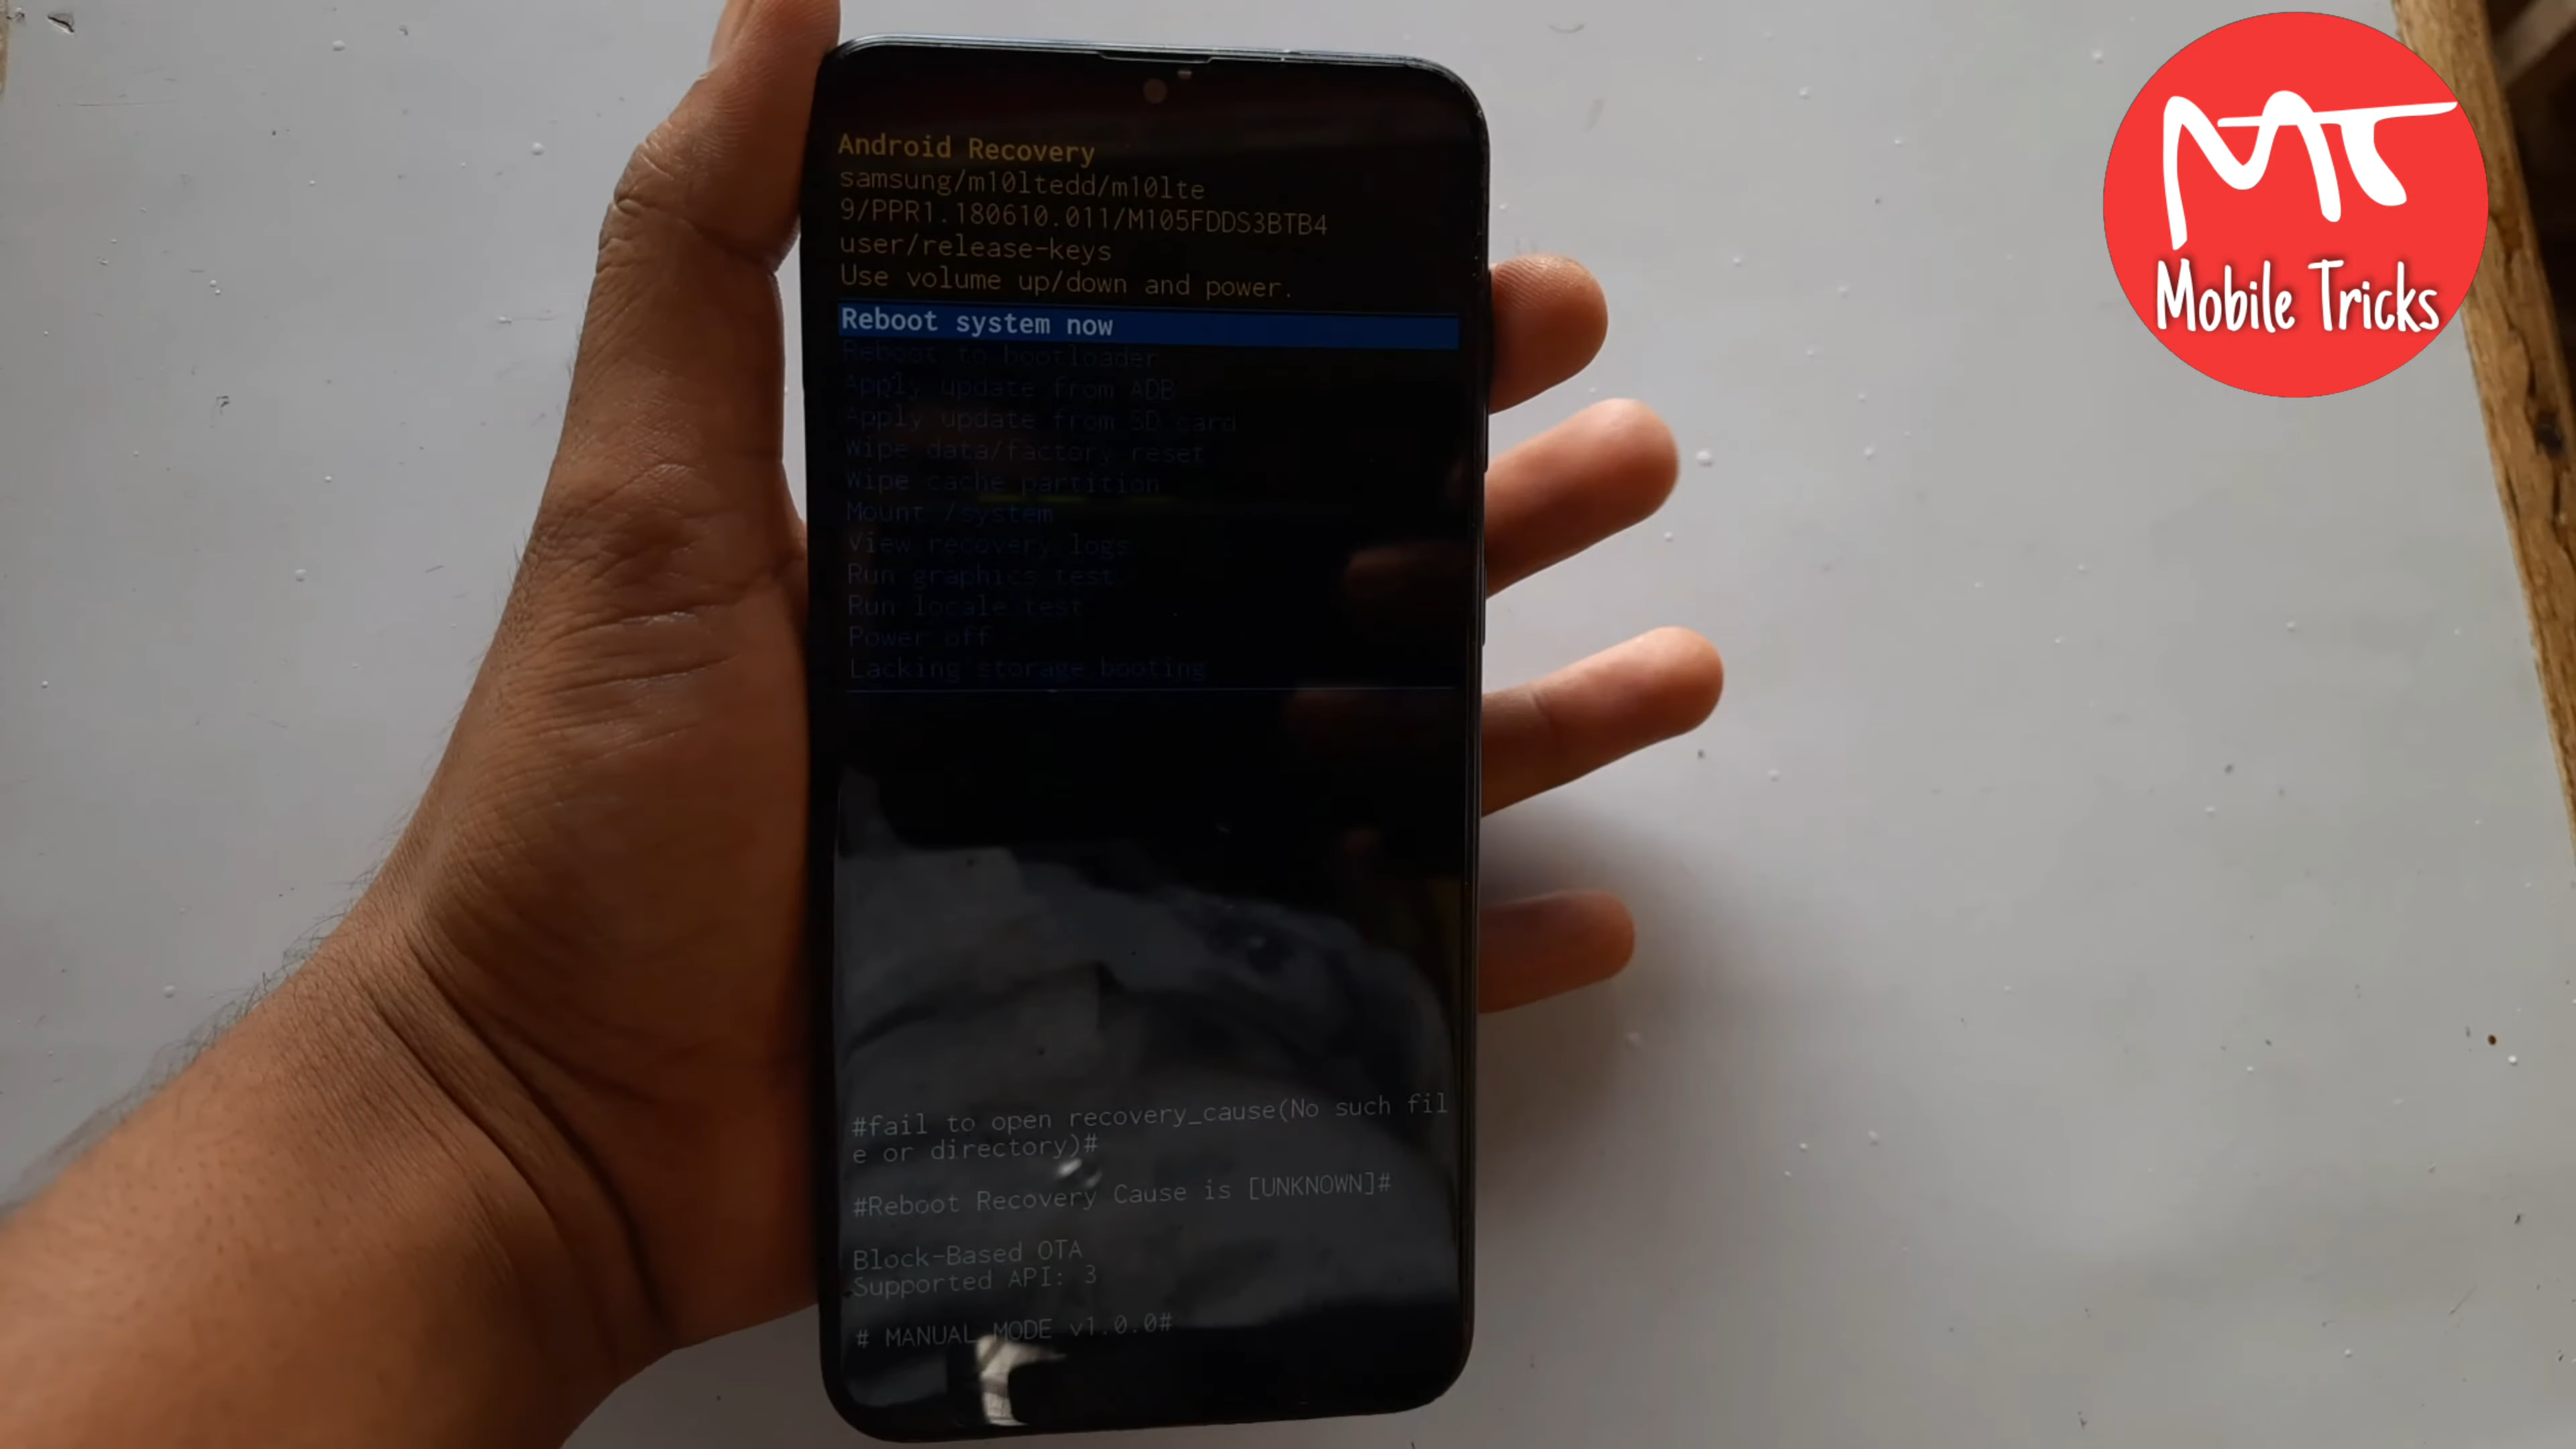 Android Recovery
samsung/m10ltedd/m10lte
9/PPR1.180610.011/M105FDDS3BTB4
user/release-keys
Use volume up/down and power.
Reboot system now
Reboot to bootloader
Apply update from ADB
Apply update from SD card
Wipe data/factory reset
Wipe cache partition
Mount /system
View recovery logs
Run graphics test
Run locale test
Power off
Lacking storage booting
#fail to open recovery_cause(No such fil
e or directory)#
#Reboot Recovery Cause is [UNKNOWN]#
Block-Based OTA
Supported API: 3
# MANUAL MODE v1.0.0#
MT
Mobile Tricks